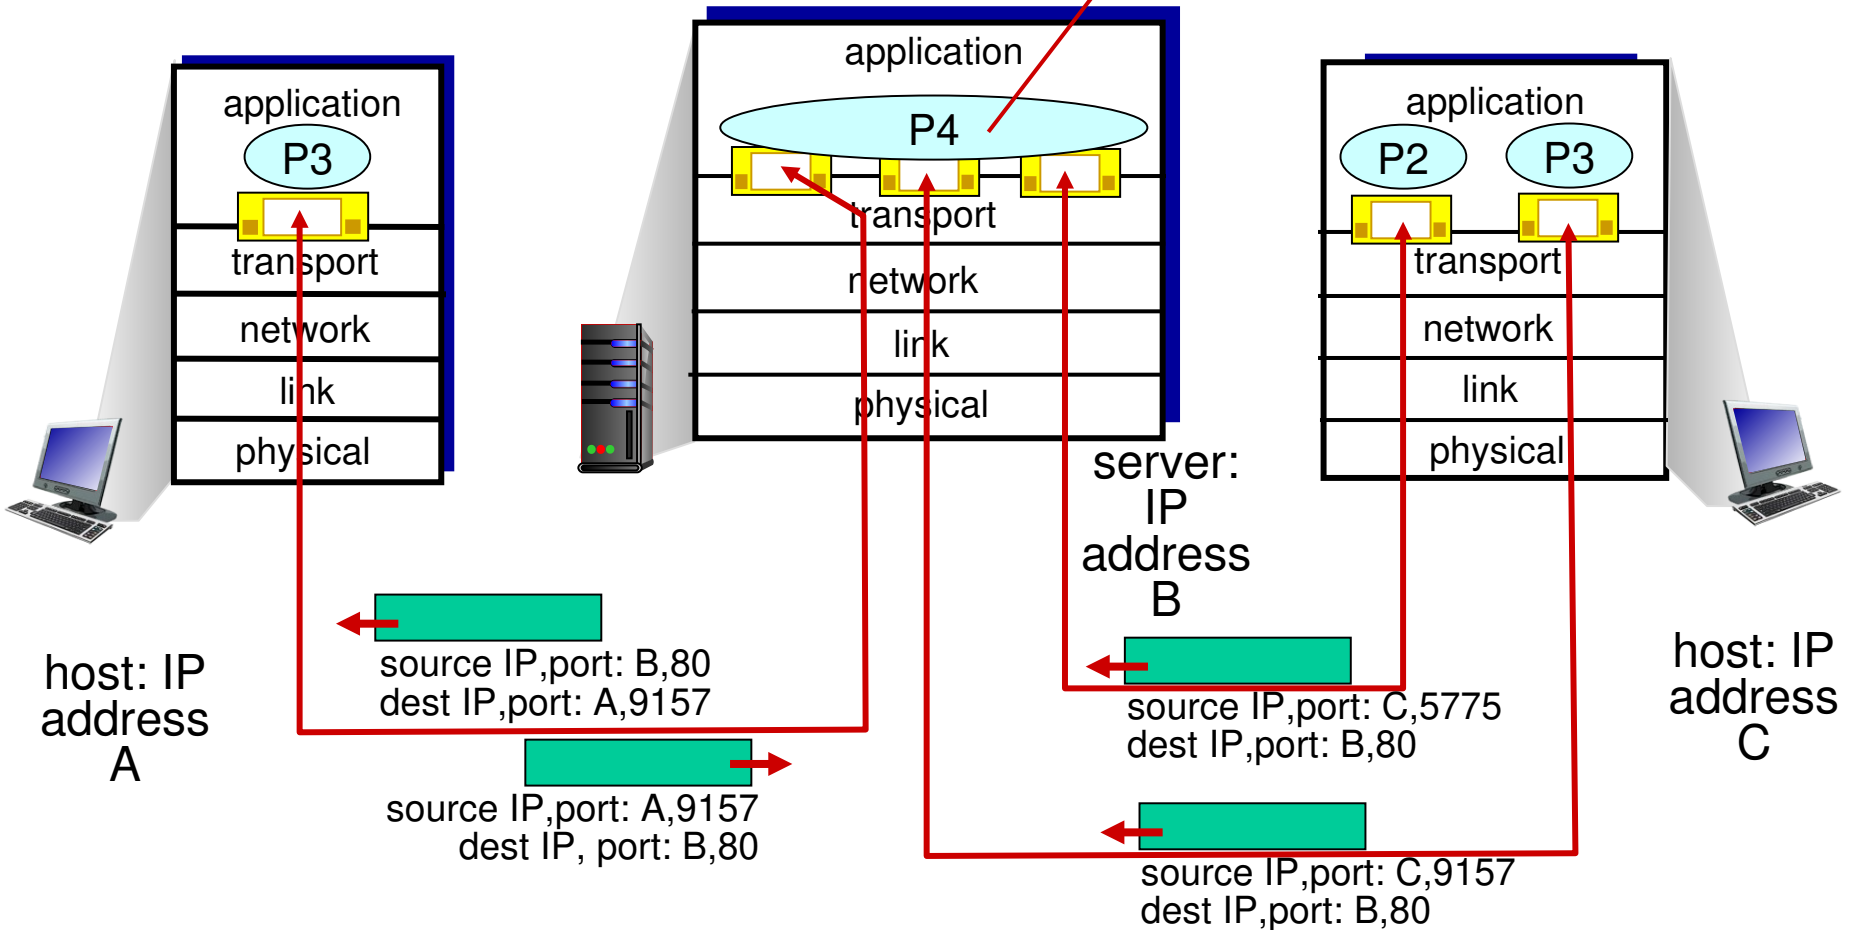 application
P3
transport
network
link
physical
host: IP
address
A
application
P4
transport
network
link
physical
server:
IP
address
B
application
P2
P3
transport
network
link
physical
host: IP
address
C
source IP,port: B,80
dest IP,port: A,9157
source IP,port: A,9157
dest IP, port: B,80
source IP,port: C,5775
dest IP,port: B,80
source IP,port: C,9157
dest IP,port: B,80